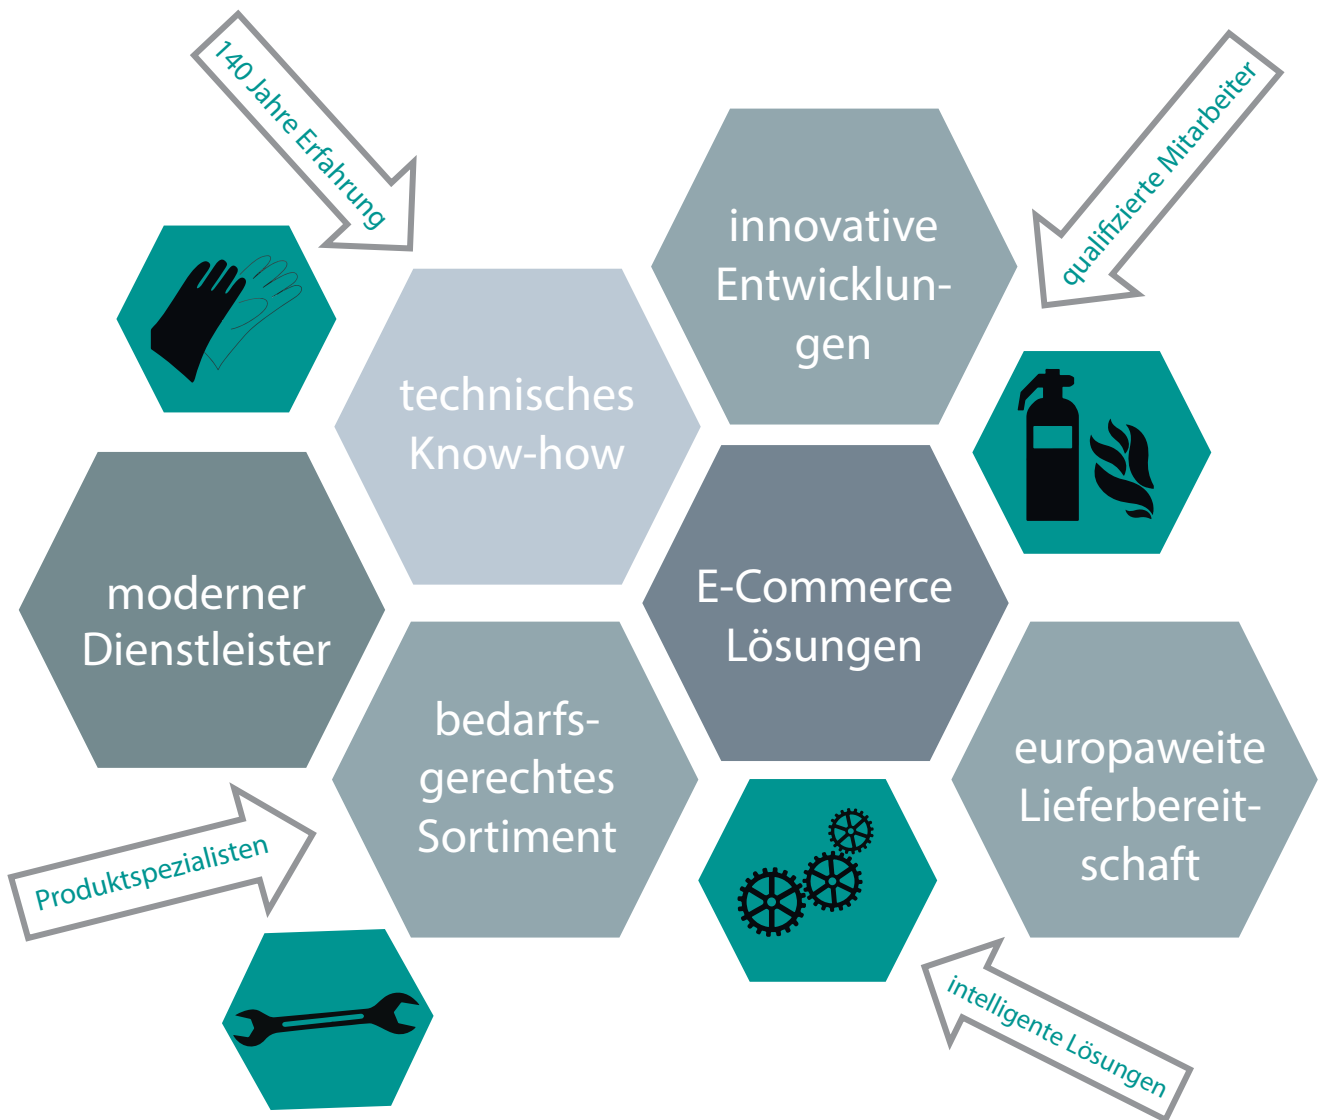 140 Jahre Erfahrung
qualifizierte Mitarbeiter
innovative
Entwicklun-
gen
technisches
Know-how
moderner
Dienstleister
E-Commerce
Lösungen
bedarfs-
gerechtes
Sortiment
europaweite
Lieferbereit-
schaft
Produktspezialisten
intelligente Lösungen